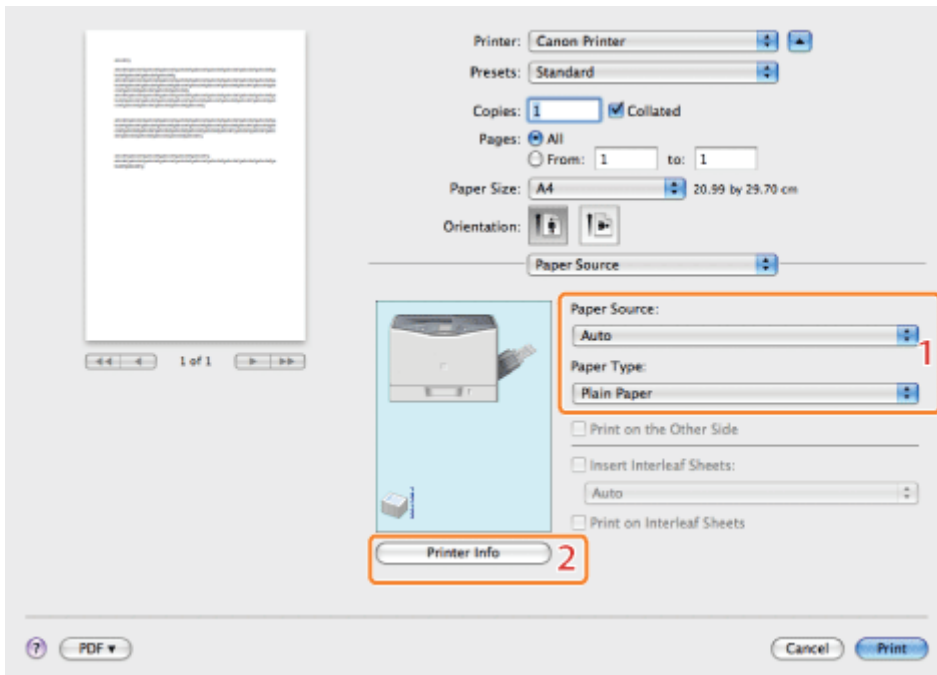 Printer: Canon Printer
Presets: Standard
Copies: 1 Collated
Pages: All
From: 1 to: 1
Paper Size: A4 20.99 by 29.70 cm
Orientation:
Paper Source
1 of 1
Paper Source:
Auto
1
Paper Type:
Plain Paper
Print on the Other Side
Insert Interleaf Sheets:
Auto
Print on Interleaf Sheets
Printer Info 2
? PDF Cancel Print